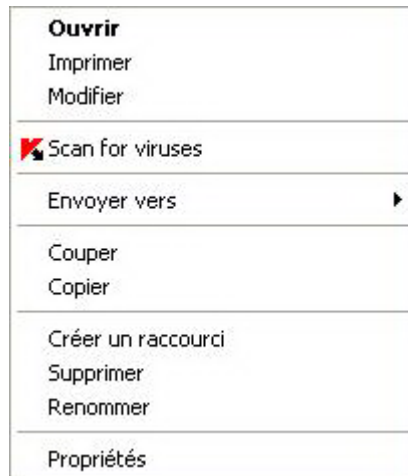 Ouvrir
Imprimer
Modifier
Scan for viruses
Envoyer vers
Couper
Copier
Créer un raccourci
Supprimer
Renommer
Propriétés